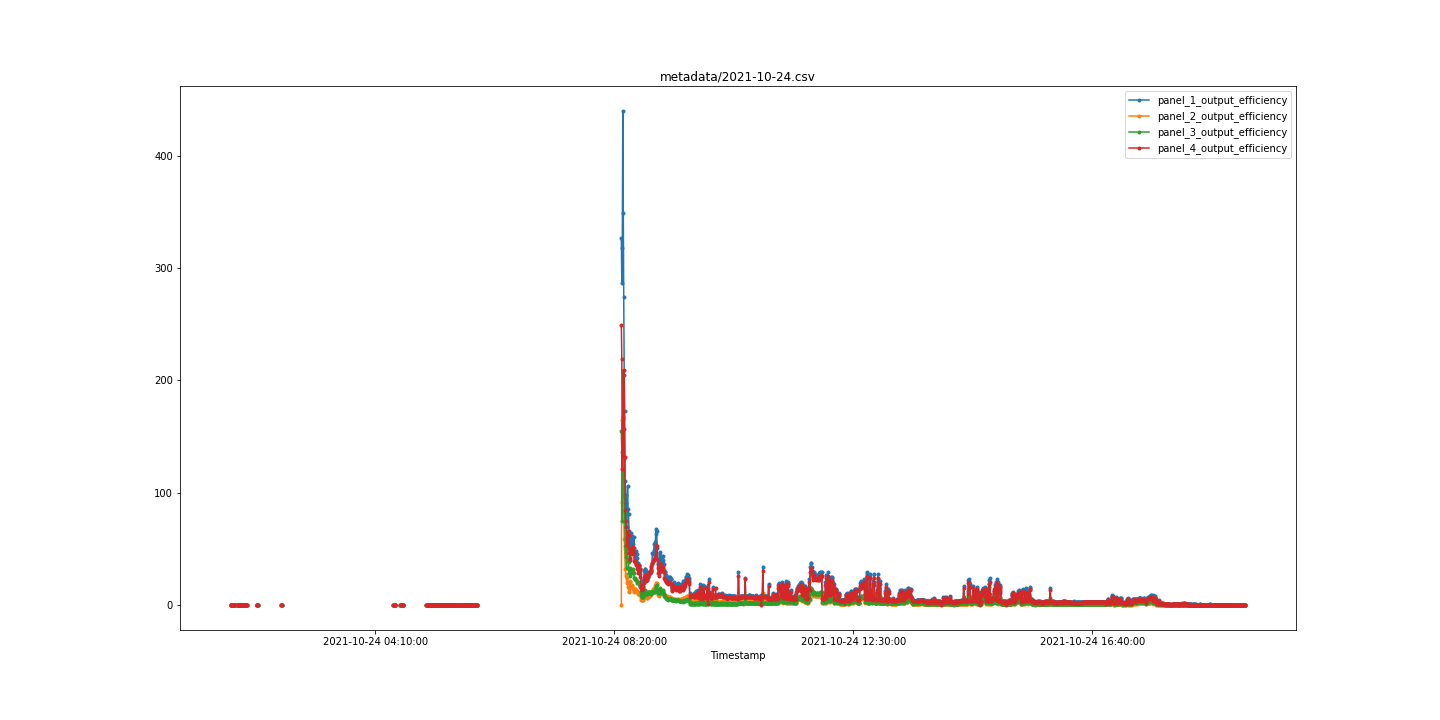 metadata/2021-10-24.csv
panel_1_output_efficiency
panel_2_output_efficiency
panel_3_output_efficiency
panel_4_output_efficiency
400
300
200
100
0
2021-10-24 04:10:00
2021-10-24 08:20:00
2021-10-24 12:30:00
2021-10-24 16:40:00
Timestamp